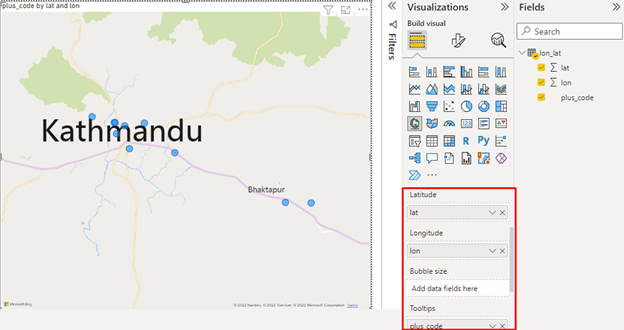 plus_code by lat and lon
Kathmandu
Bhaktapur
Microsoft Bing
© 2022 TomTom, © 2022 Microsoft Corporation Terms
Filters
Visualizations
Build visual
R
Py
Latitude
lat
Longitude
lon
Bubble size
Add data fields here
Tooltips
plus_code
Fields
Search
lon_lat
lat
lon
plus_code